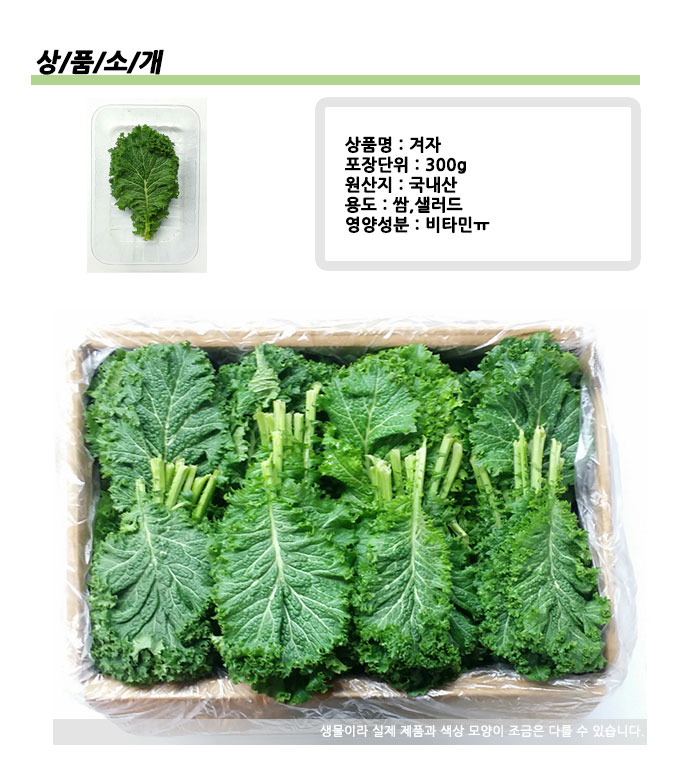 상/품/소/개
상품명 : 겨자
포장단위 : 300g
원산지 : 국내산
용도 : 쌈,샐러드
영양성분 : 비타민ㅠ
생물이라 실제 제품과 색상 모양이 조금은 다를 수 있습니다.